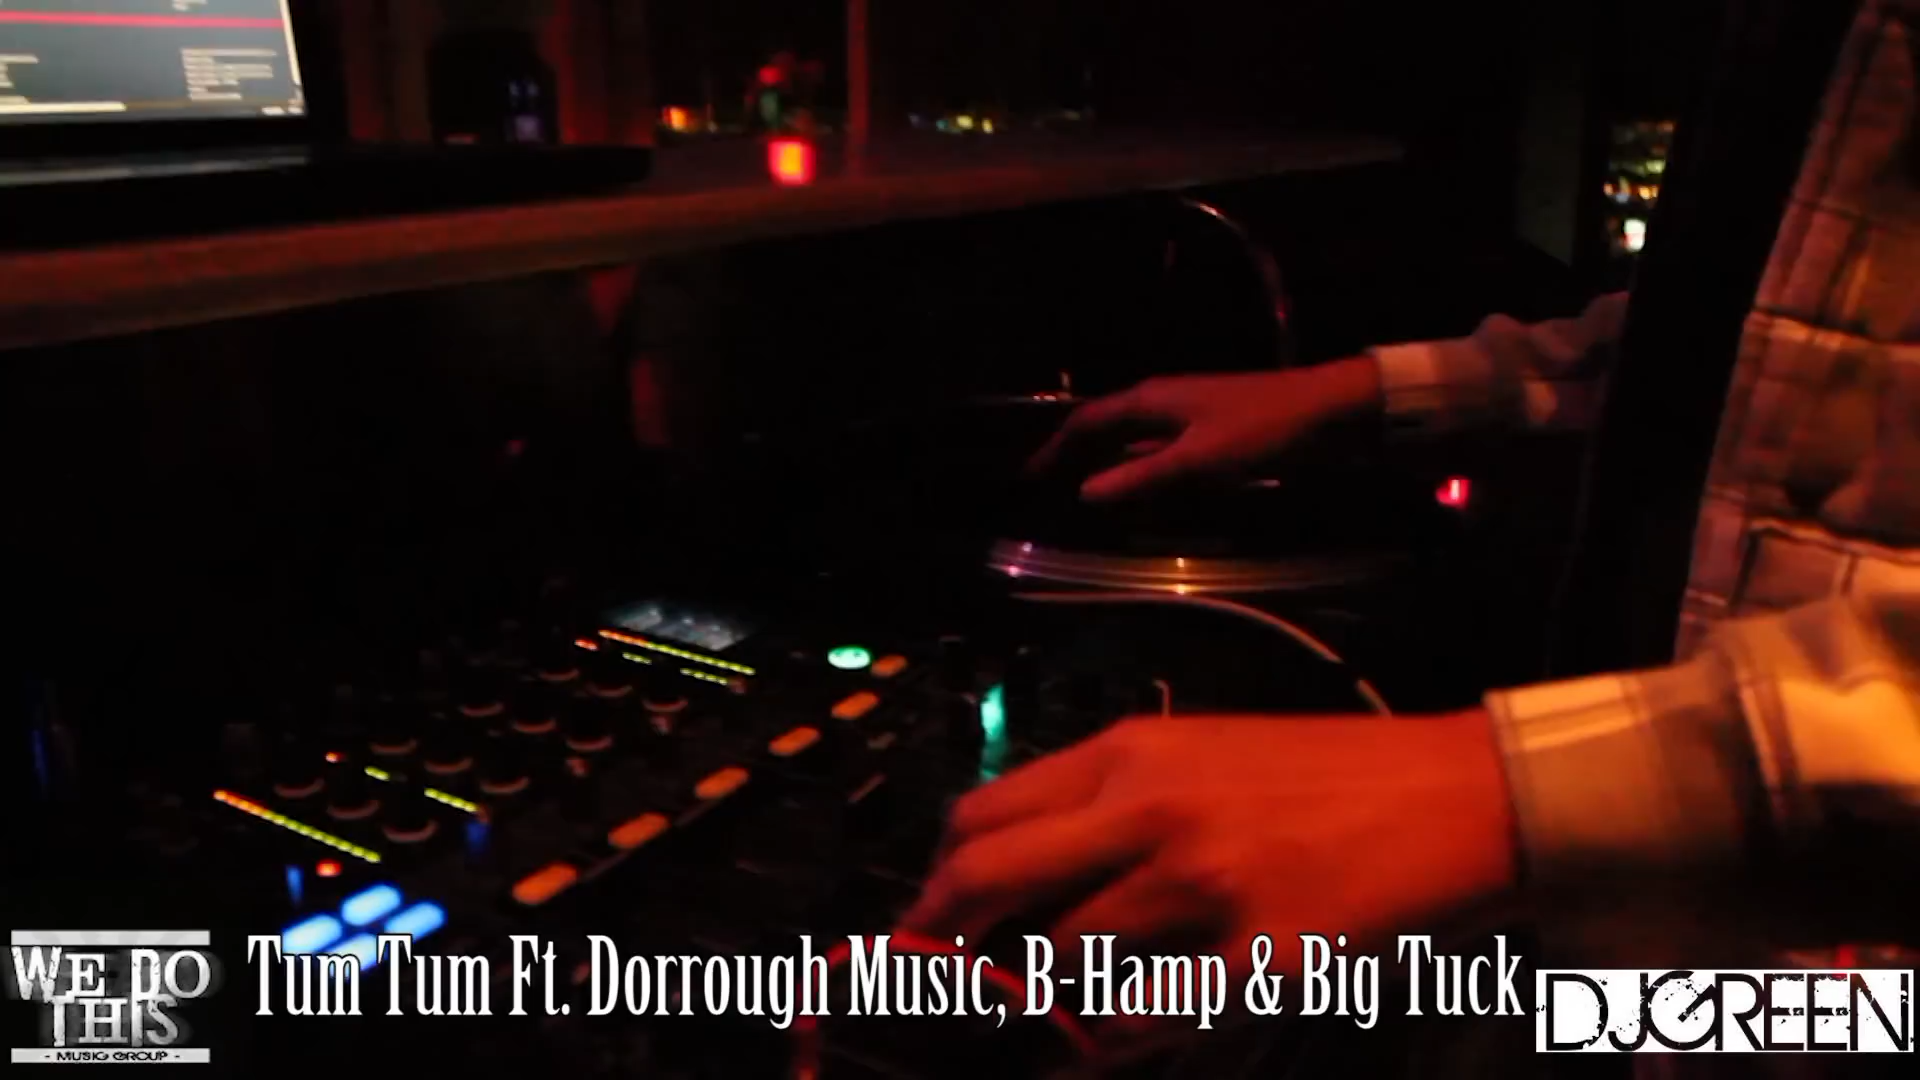 WE DO
THIS
- MUSIC GROUP -
Tum Tum Ft. Dorrough Music, B-Hamp & Big Tuck
DJGREEN